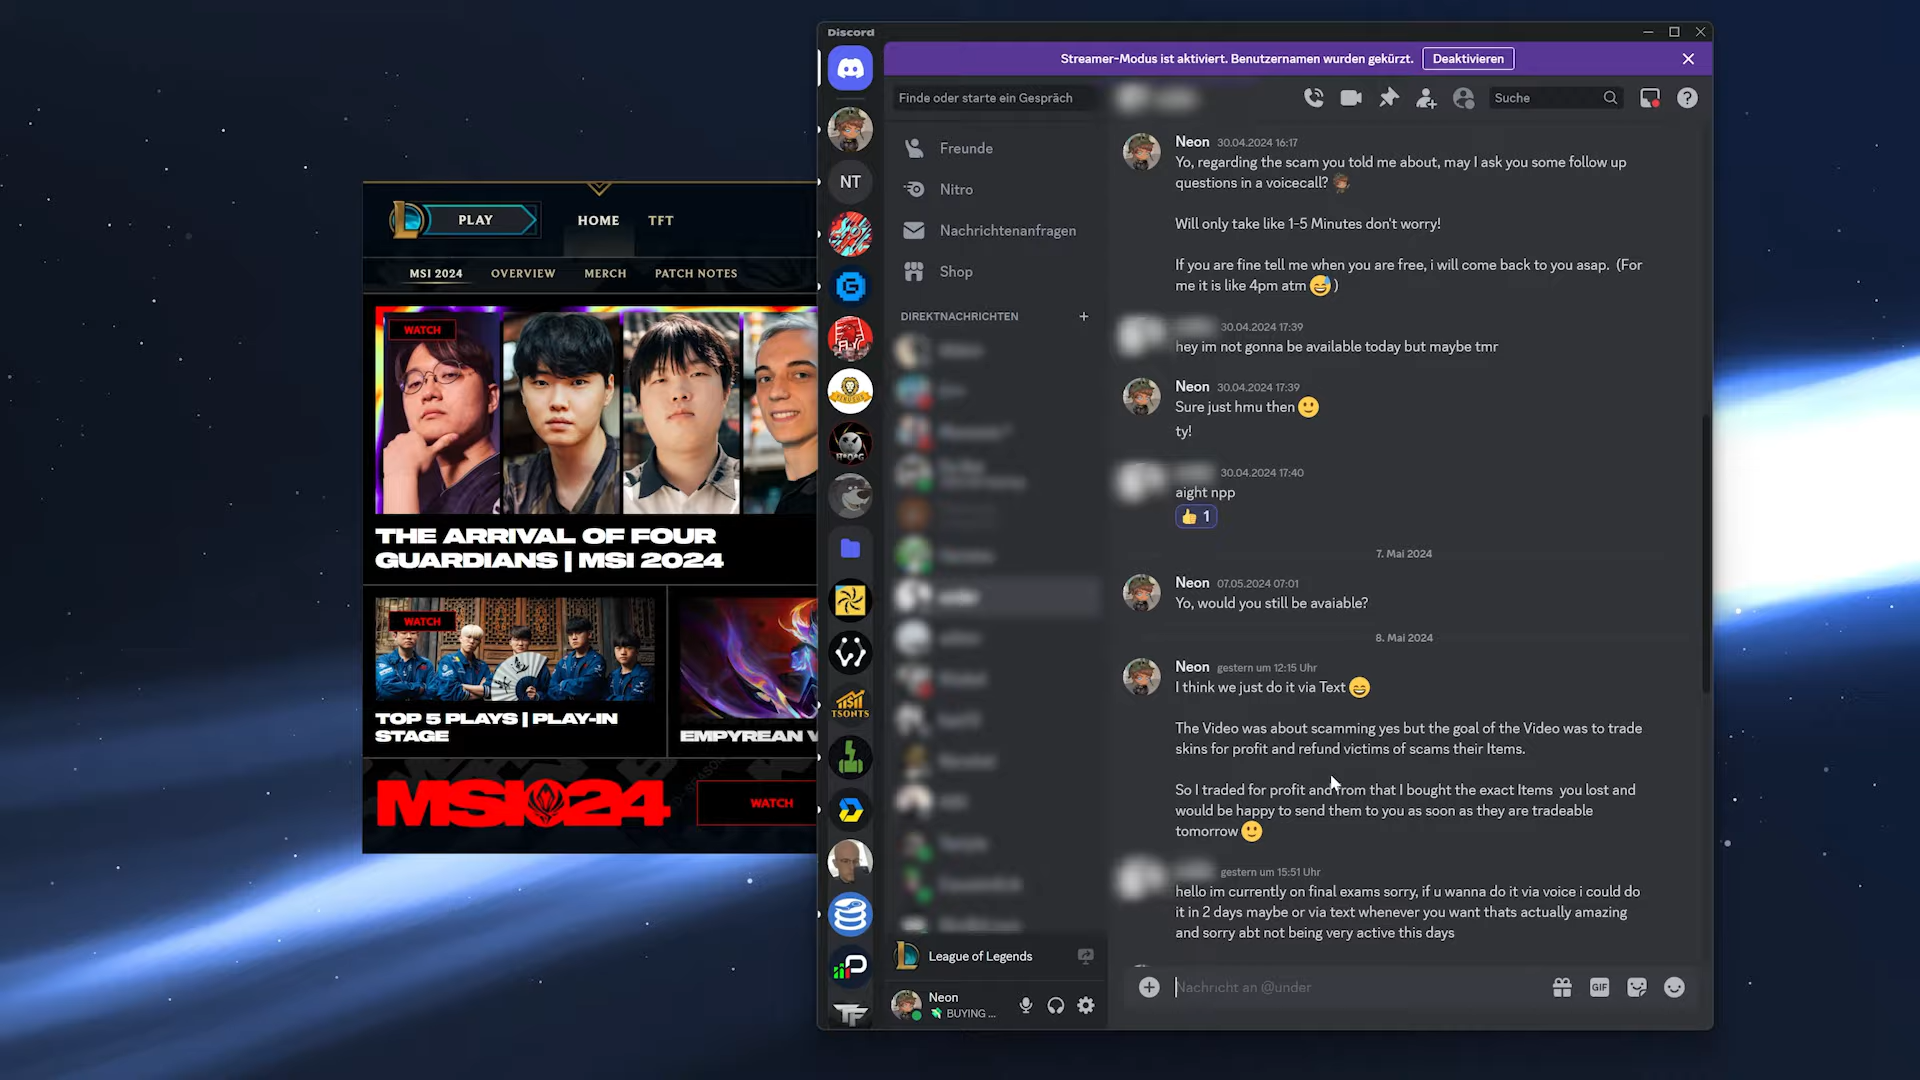 Discord
Streamer-Modus ist aktiviert. Benutzernamen wurden gekürzt.
Deaktivieren
Finde oder starte ein Gespräch
Suche
Freunde
Nitro
Nachrichtenanfragen
Shop
DIREKTNACHRICHTEN
NT
FLY
TSONTS
League of Legends
Neon
BUYING ...
PLAY
HOME
TFT
MSI 2024
OVERVIEW
MERCH
PATCH NOTES
WATCH
THE ARRIVAL OF FOUR
GUARDIANS | MSI 2024
WATCH
TOP 5 PLAYS | PLAY-IN
STAGE
EMPYREAN
MSI 24
WATCH
Neon 30.04.2024 16:17
Yo, regarding the scam you told me about, may I ask you some follow up
questions in a voicecall?
Will only take like 1-5 Minutes don't worry!
If you are fine tell me when you are free, i will come back to you asap. (For
me it is like 4pm atm 😅 )
30.04.2024 17:39
hey im not gonna be available today but maybe tmr
Neon 30.04.2024 17:39
Sure just hmu then 🙂
ty!
30.04.2024 17:40
aight npp
👍 1
7. Mai 2024
Neon 07.05.2024 07:01
Yo, would you still be avaiable?
8. Mai 2024
Neon gestern um 12:15 Uhr
I think we just do it via Text 😄
The Video was about scamming yes but the goal of the Video was to trade
skins for profit and refund victims of scams their Items.
So I traded for profit and from that I bought the exact Items you lost and
would be happy to send them to you as soon as they are tradeable
tomorrow 🙂
gestern um 15:51 Uhr
hello im currently on final exams sorry, if u wanna do it via voice i could do
it in 2 days maybe or via text whenever you want thats actually amazing
and sorry abt not being very active this days
Nachricht an @under
GIF